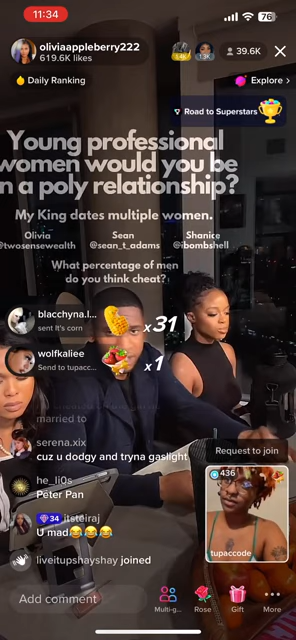 11:34
76
oliviaappleberry222
619.6K likes
39.6K
Daily Ranking
Explore >
Road to Superstars
Young professional
women would you be
n a poly relationship?
My King dates multiple women.
Olivia Sean Shanice
@twosensewealth @sean_t_adams @ibombshell
What percentage of men
do you think cheat?
blacchyna.l...
sent It's corn
x31
wolfkaliee
Send to tupacc...
x1
married to
serena.xix
cuz u dodgy and tryna gaslight
Request to join
he_li0s
Peter Pan
436
34 itsteiraj
U mad😂😂😂
tupaccode
liveitupshayshay joined
Add comment
Multi-g...
Rose
Gift
More